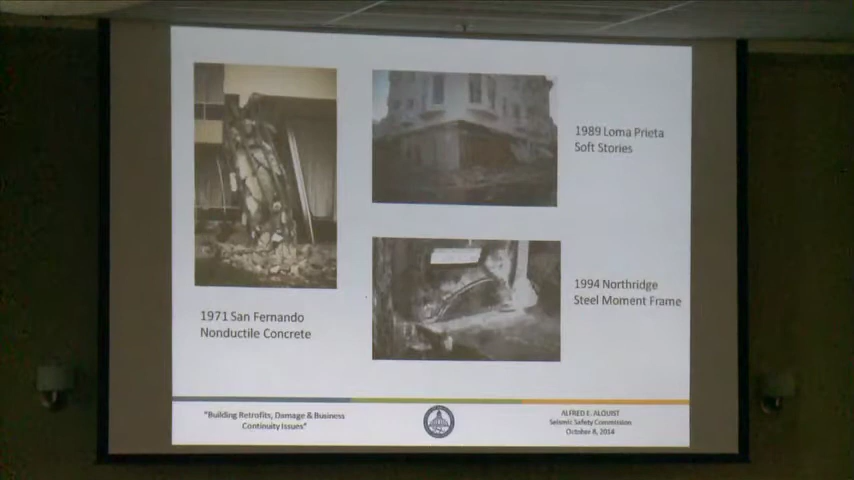 1989 Loma Prieta
Soft Stories
1994 Northridge
Steel Moment Frame
1971 San Fernando
Nonductile Concrete
"Building Retrofits, Damage & Business
Continuity Issues"
ALFRED E. ALQUIST
Seismic Safety Commission
October 8, 2014